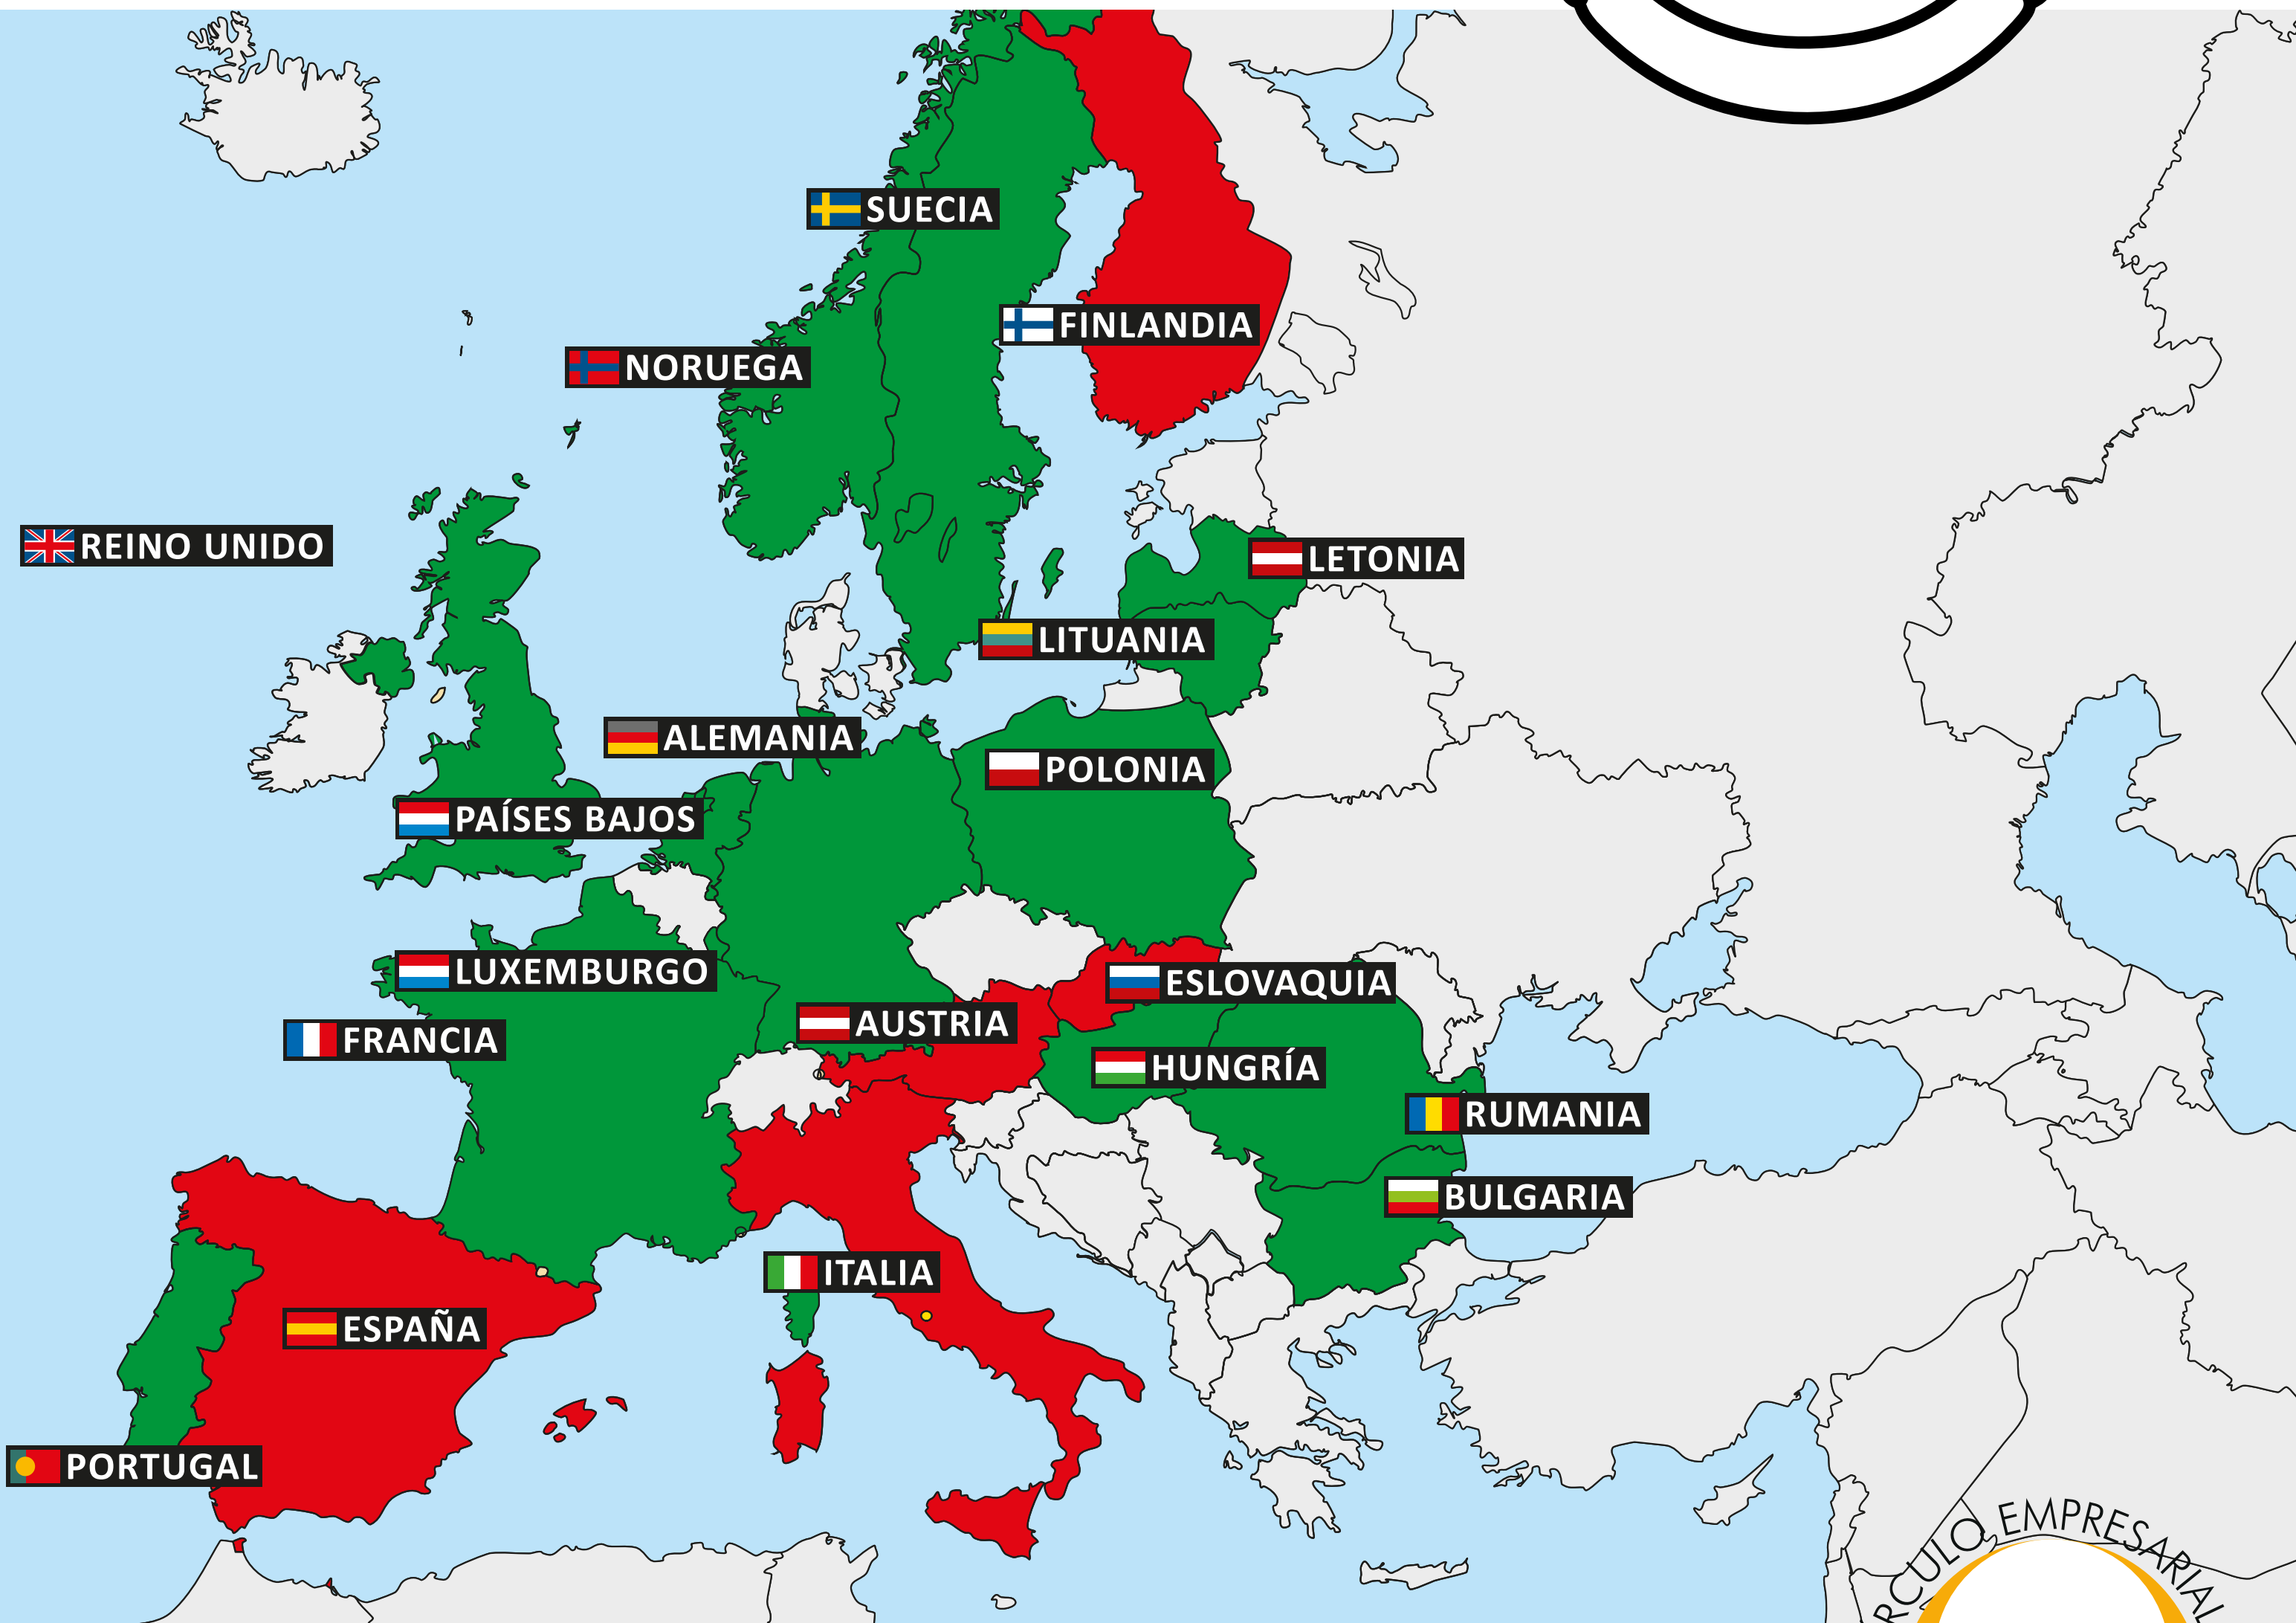 SUECIA
FINLANDIA
NORUEGA
REINO UNIDO
LETONIA
LITUANIA
ALEMANIA
POLONIA
PAÍSES BAJOS
LUXEMBURGO
ESLOVAQUIA
AUSTRIA
FRANCIA
HUNGRÍA
RUMANIA
BULGARIA
ITALIA
ESPAÑA
PORTUGAL
RCULO EMPRESARIAL